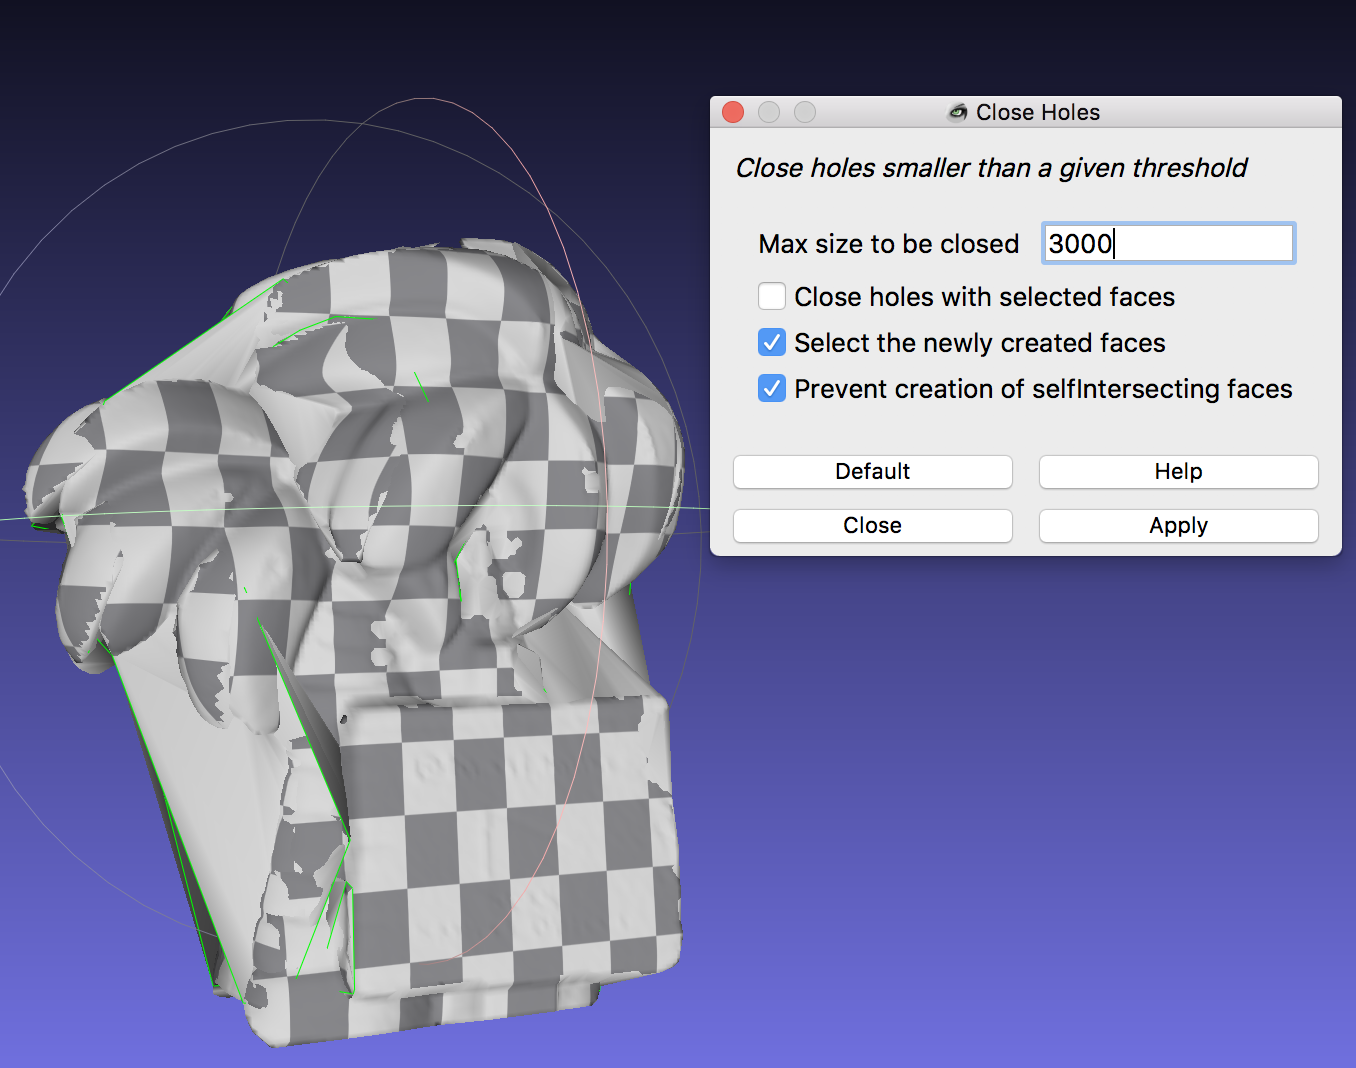 Close Holes
Close holes smaller than a given threshold
Max size to be closed 3000
Close holes with selected faces
Select the newly created faces
Prevent creation of selfIntersecting faces
Default Help
Close Apply